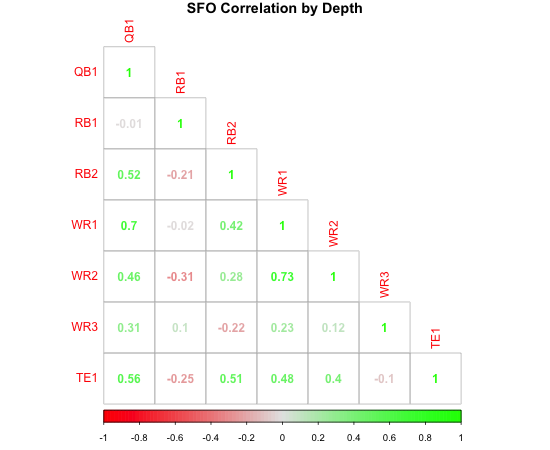 SFO Correlation by Depth
QB1
QB1 1 RB1
RB1 -0.01 1 RB2
RB2 0.52 -0.21 1 WR1
WR1 0.7 -0.02 0.42 1 WR2
WR2 0.46 -0.31 0.28 0.73 1 WR3
WR3 0.31 0.1 -0.22 0.23 0.12 1 TE1
TE1 0.56 -0.25 0.51 0.48 0.4 -0.1 1
-1 -0.8 -0.6 -0.4 -0.2 0 0.2 0.4 0.6 0.8 1